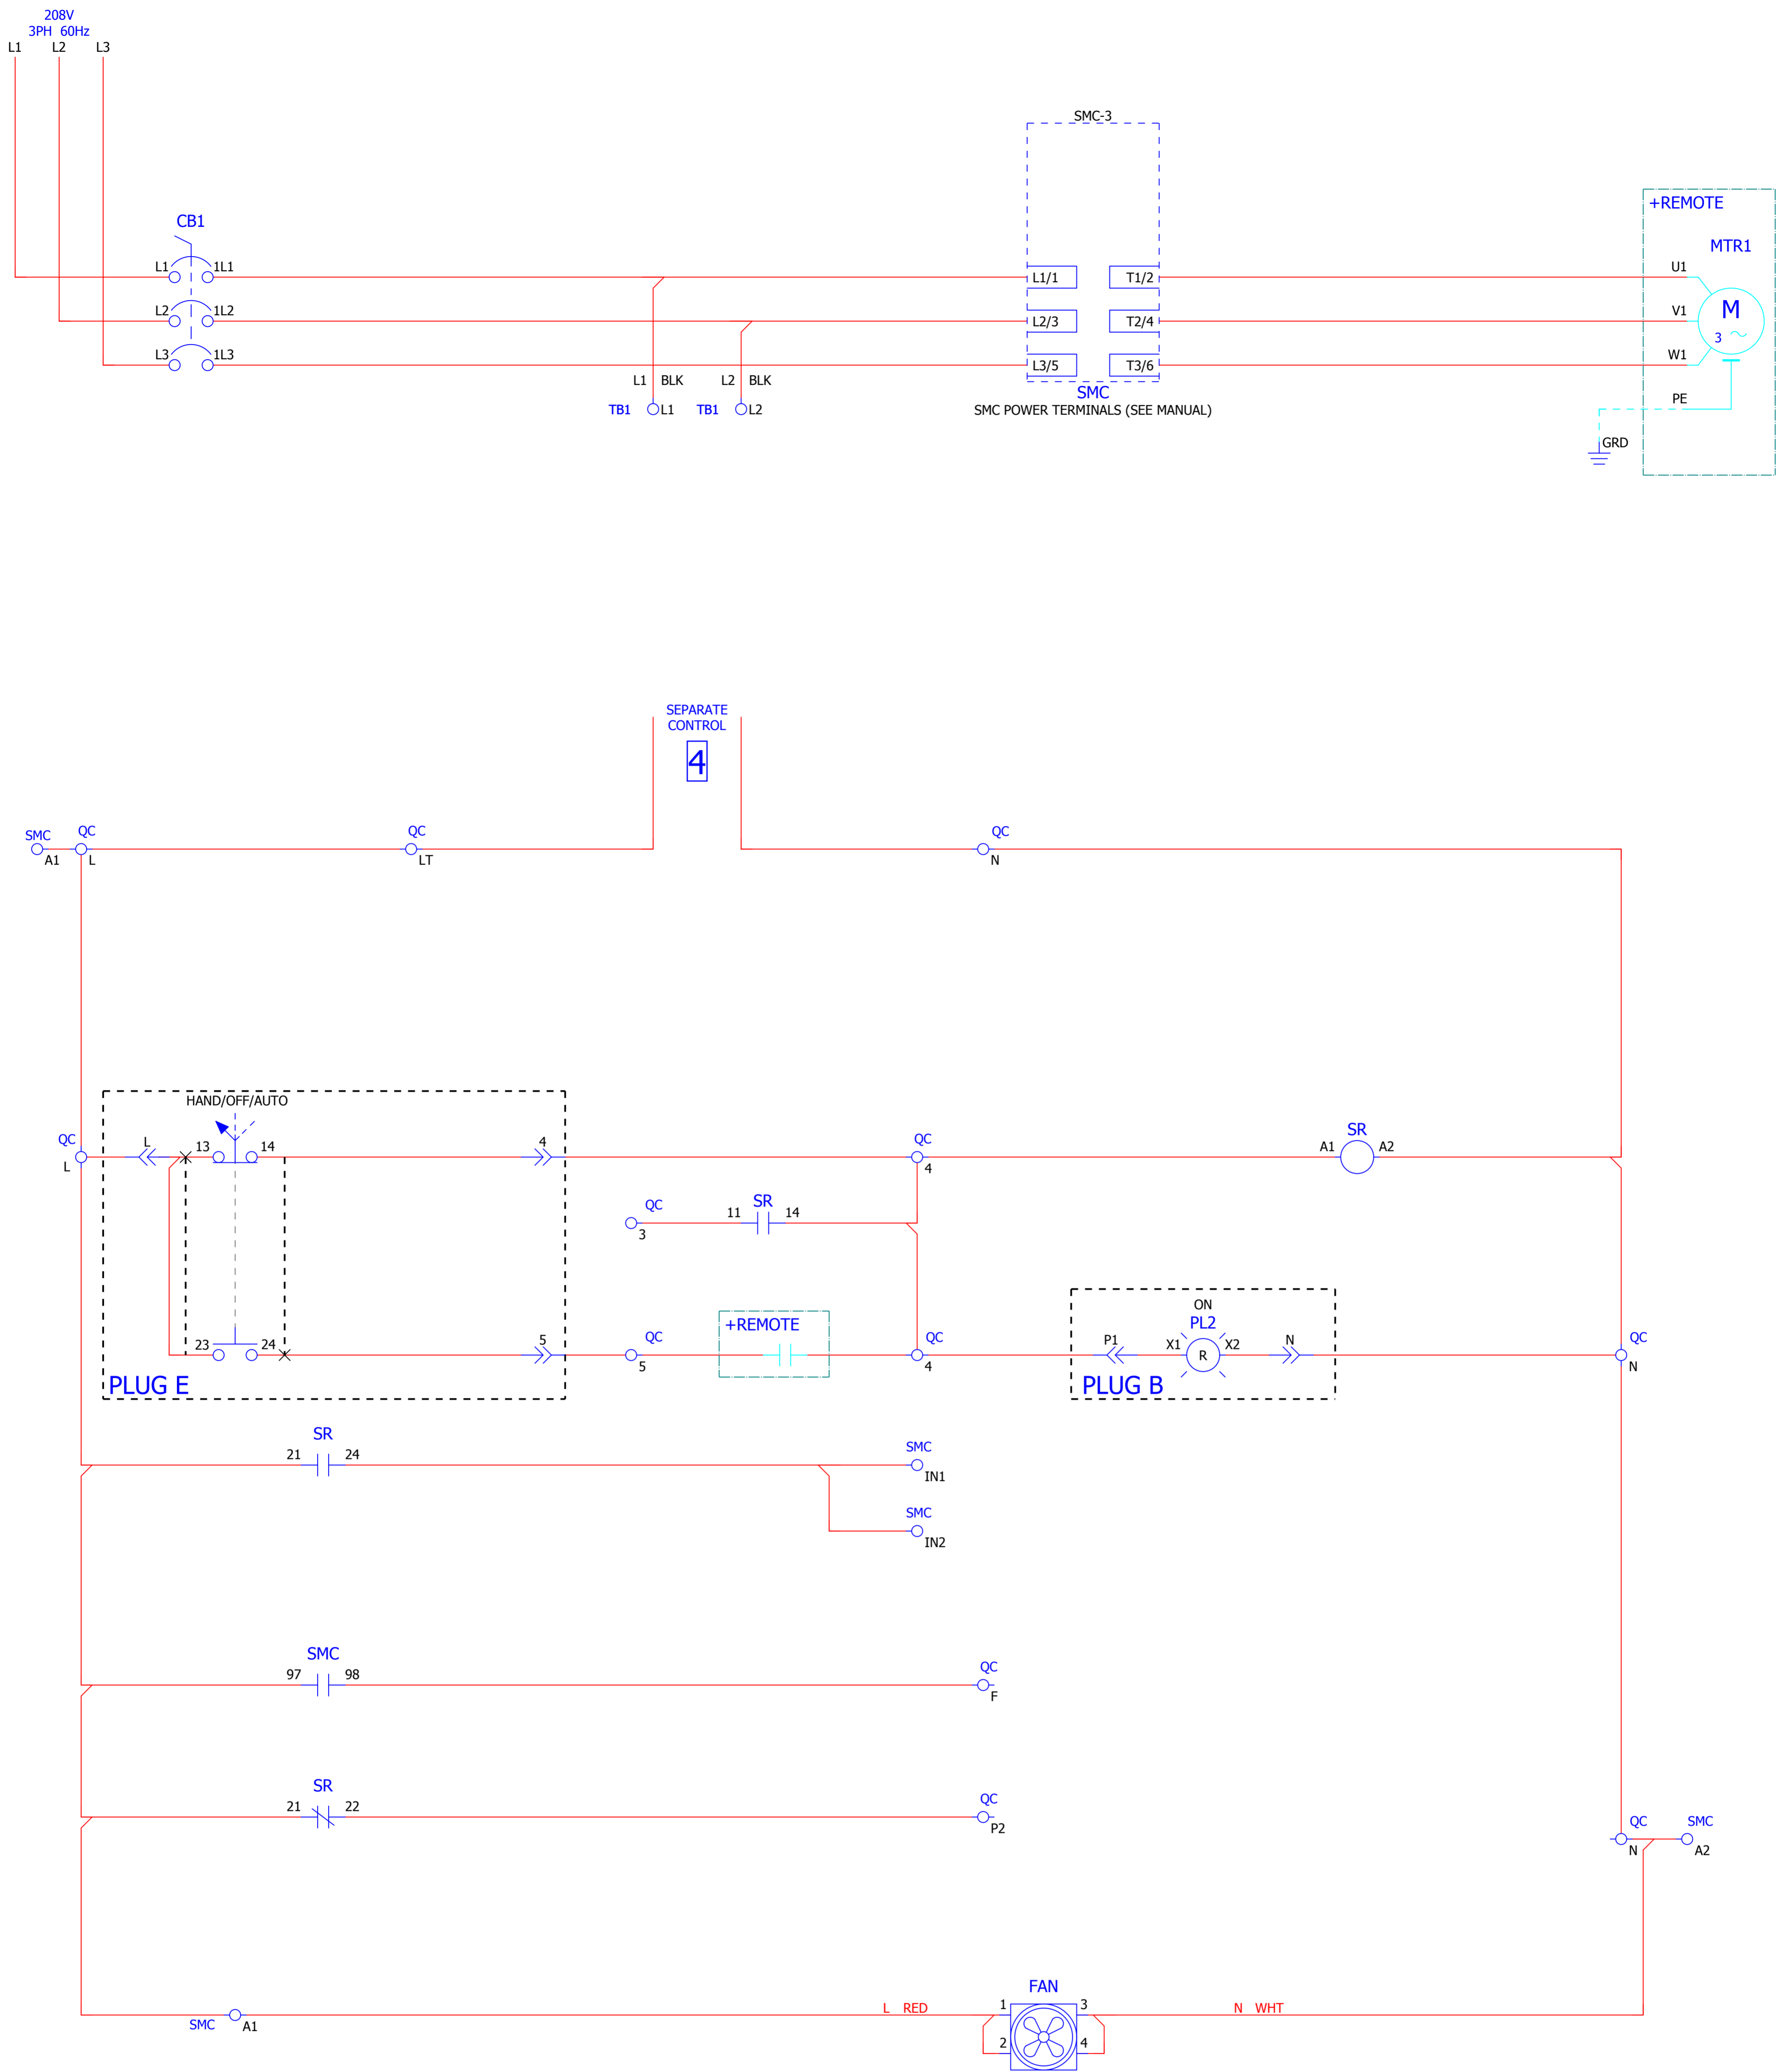 208V
3PH 60Hz
L1 L2 L3
SMC-3
+REMOTE
CB1
MTR1
L1 1L1 L1/1 T1/2 U1
L2 1L2 L2/3 T2/4 V1
M
3
L3 1L3 L3/5 T3/6 W1
L1 BLK L2 BLK
SMC
TB1 L1 TB1 L2
SMC POWER TERMINALS (SEE MANUAL)
PE
GRD
SEPARATE
CONTROL
4
SMC QC QC QC
A1 L LT N
HAND/OFF/AUTO
QC L 13 14 4 QC SR
A1 A2
L 4
QC SR
11 14
3
ON
+REMOTE PL2
23 24 5 QC P1 X1 X2 N QC
R
5 4 N
PLUG E PLUG B
SR SMC
21 24
IN1
SMC
IN2
SMC QC
97 98
F
SR QC
21 22
P2
QC SMC
N A2
FAN
L RED 1 3 N WHT
SMC A1
2 4